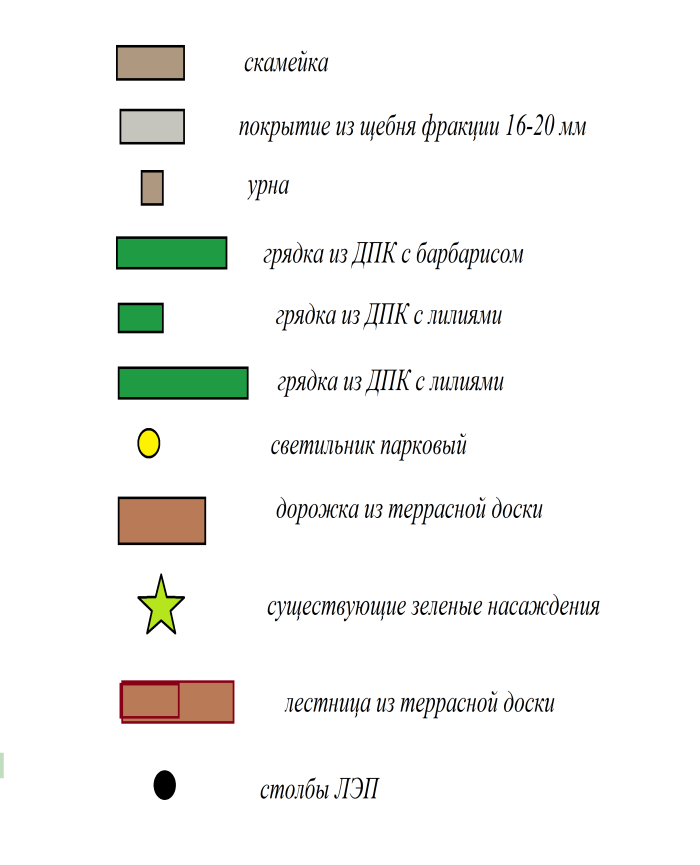 скамейка
покрытие из щебня фракции 16-20 мм
урна
грядка из ДПК с барбарисом
грядка из ДПК с лилиями
грядка из ДПК с лилиями
светильник парковый
дорожка из террасной доски
существующие зеленые насаждения
лестница из террасной доски
столбы ЛЭП